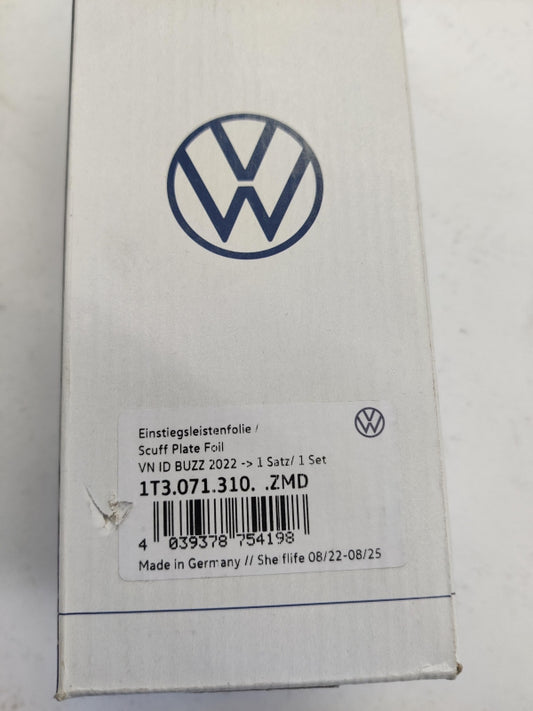 VW
Einstiegsleistenfolie /
Scuff Plate Foil
VN ID BUZZ 2022 -> 1 Satz/ 1 Set
1T3.071.310. .ZMD
4 039378 754198
Made in Germany // She flife 08/22-08/25